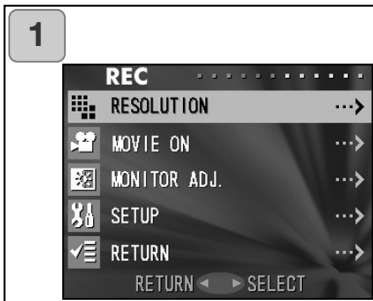 1
REC
RESOLUTION
MOVIE ON
MONITOR ADJ.
SETUP
RETURN
RETURN SELECT